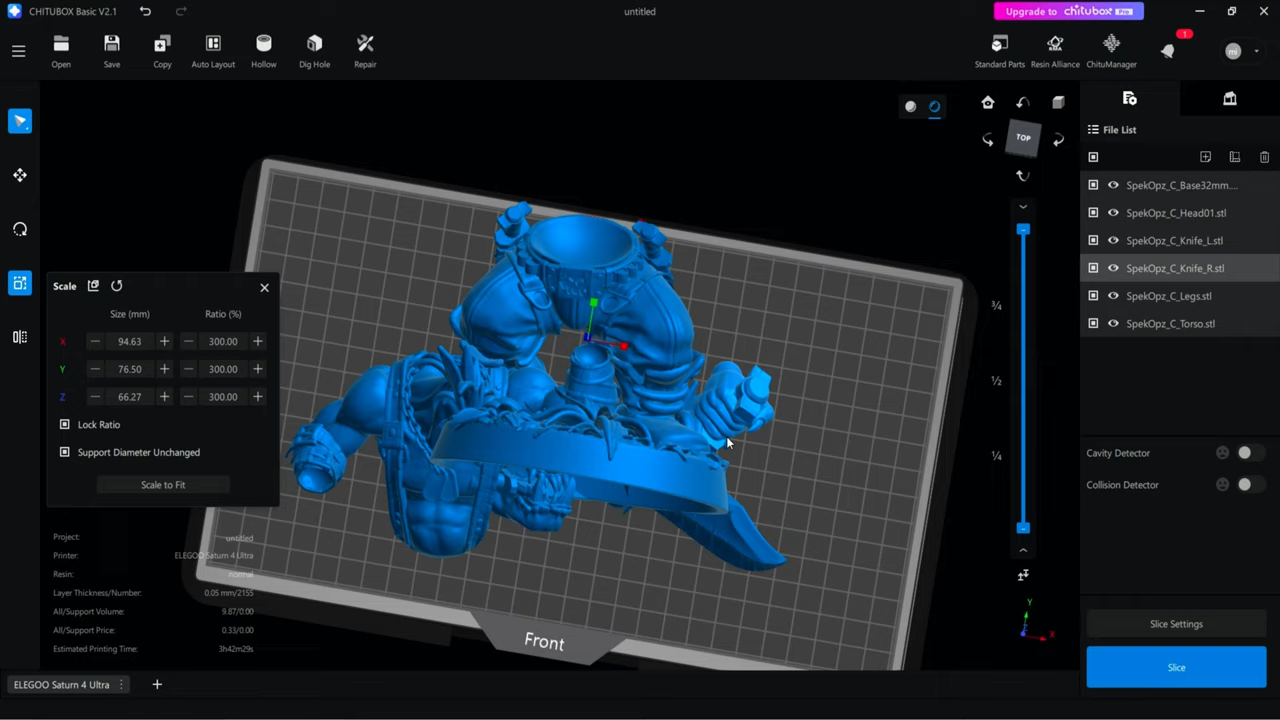 CHITUBOX Basic V2.1
untitled
Upgrade to chitubox Pro
Open
Save
Copy
Auto Layout
Hollow
Dig Hole
Repair
Standard Parts
Resin Alliance
ChituManager
1
mi
TOP
File List
SpekOpz_C_Base32mm....
SpekOpz_C_Head01.stl
SpekOpz_C_Knife_L.stl
SpekOpz_C_Knife_R.stl
SpekOpz_C_Legs.stl
SpekOpz_C_Torso.stl
Scale
Size (mm) Ratio (%)
X 94.63 300.00
Y 76.50 300.00
Z 66.27 300.00
Lock Ratio
Support Diameter Unchanged
Scale to Fit
3/4
1/2
1/4
Cavity Detector
Collision Detector
Project: untitled
Printer: ELEGOO Saturn 4 Ultra
Resin: normal
Layer Thickness/Number: 0.05 mm/2155
All/Support Volume: 9.87/0.00
All/Support Price: 0.33/0.00
Estimated Printing Time: 3h42m29s
Front
Y
Z
X
Slice Settings
Slice
ELEGOO Saturn 4 Ultra